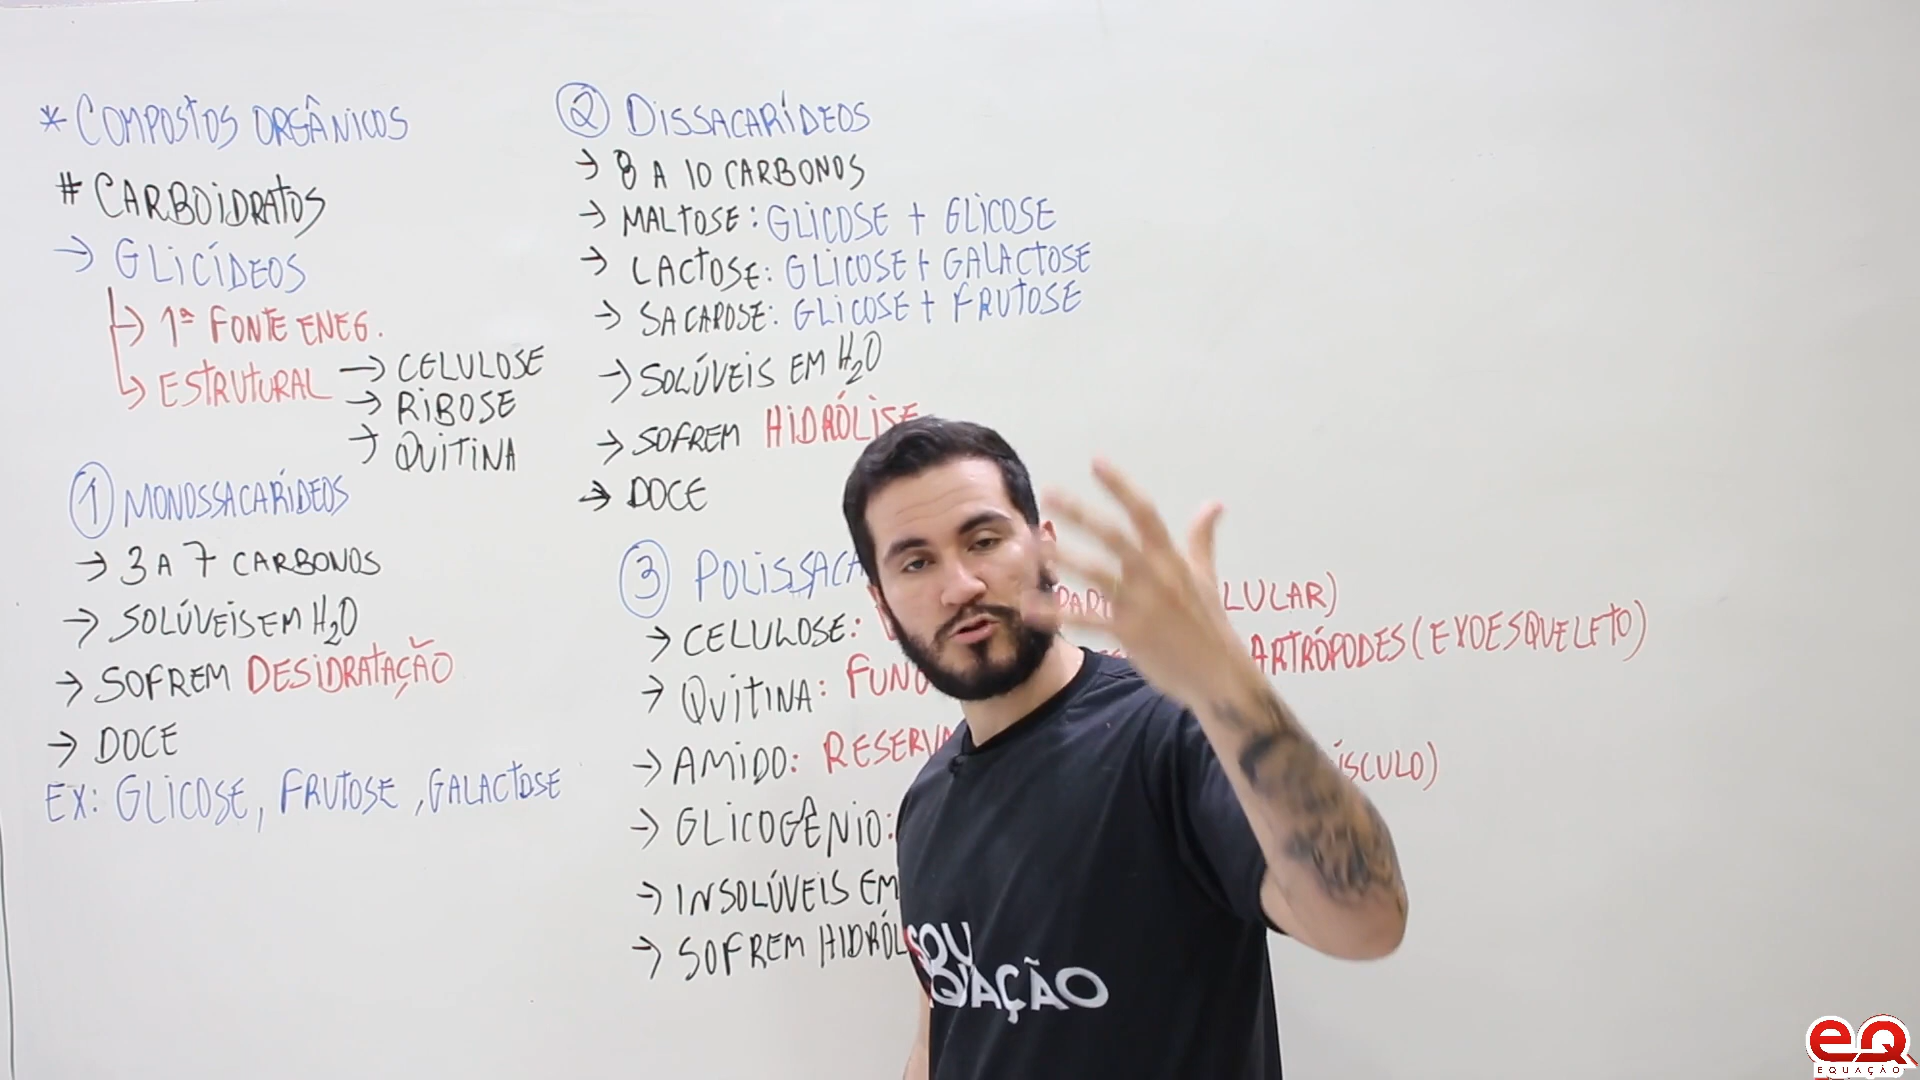 * COMPOSTOS ORGÂNICOS
# CARBOIDRATOS
→ GLICÍDEOS
→ 1ª FONTE ENEG.
→ ESTRUTURAL → CELULOSE
→ RIBOSE
→ QUITINA
1 MONOSSACARÍDEOS
→ 3 A 7 CARBONOS
→ SOLÚVEIS EM H2O
→ SOFREM DESIDRATAÇÃO
→ DOCE
EX: GLICOSE, FRUTOSE, GALACTOSE
2 DISSACARÍDEOS
→ 8 A 10 CARBONOS
→ MALTOSE: GLICOSE + GLICOSE
→ LACTOSE: GLICOSE + GALACTOSE
→ SACAROSE: GLICOSE + FRUTOSE
→ SOLÚVEIS EM H2O
→ SOFREM HIDRÓLISE
→ DOCE
3 POLISSACA
→ CELULOSE: PAR LULAR)
→ QUITINA: FUN ARTRÓPODES (EXOESQUELETO)
→ AMIDO: RESERVA
→ GLICOGÊNIO: ÚSCULO)
→ INSOLÚVEIS EM
→ SOFREM HIDRÓL
SOU
EQUAÇÃO
eQ
EQUAÇÃO